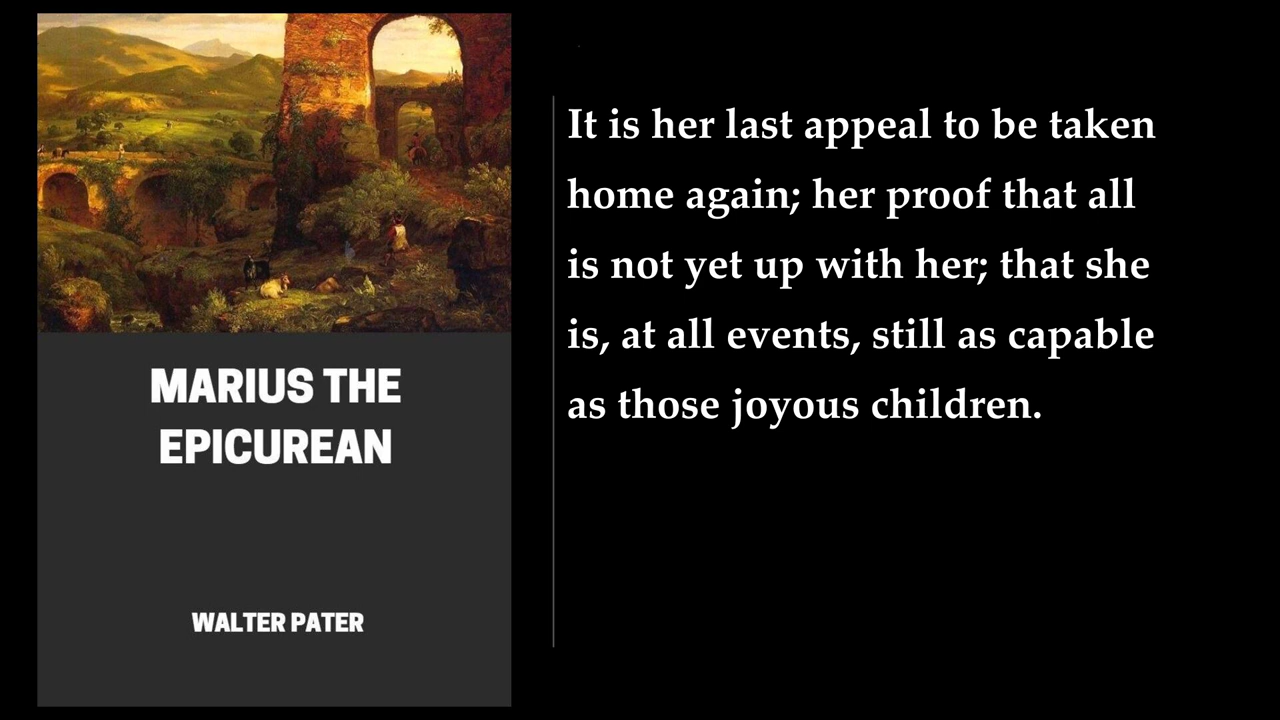 MARIUS THE
EPICUREAN
WALTER PATER
It is her last appeal to be taken
home again; her proof that all
is not yet up with her; that she
is, at all events, still as capable
as those joyous children.